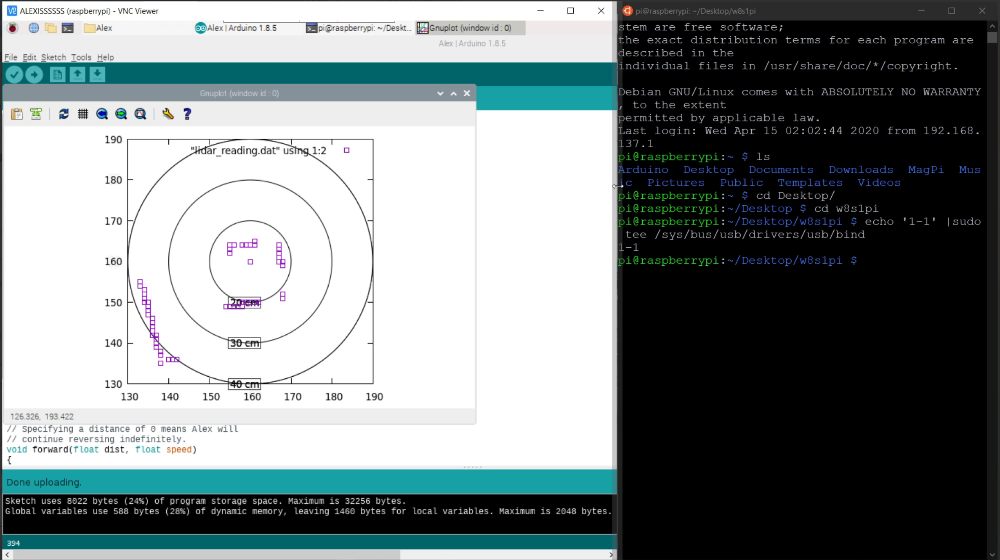 ALEXISSSSSS (raspberrypi) - VNC Viewer
Alex
Alex | Arduino 1.8.5
pi@raspberrypi: ~/Deskt...
Gnuplot (window id : 0)
Alex | Arduino 1.8.5
File Edit Sketch Tools Help
Gnuplot (window id : 0)
"lidar_reading.dat" using 1:2
190
180
170
160
150
140
130
20 cm
30 cm
40 cm
130 140 150 160 170 180 190
126.326, 193.422
// Specifying a distance of 0 means Alex will
// continue reversing indefinitely.
void forward(float dist, float speed)
{
Done uploading.
Sketch uses 8022 bytes (24%) of program storage space. Maximum is 32256 bytes.
Global variables use 588 bytes (28%) of dynamic memory, leaving 1460 bytes for local variables. Maximum is 2048 bytes.
394
pi@raspberrypi: ~/Desktop/w8s1pi
stem are free software;
the exact distribution terms for each program are
described in the
individual files in /usr/share/doc/*/copyright.
Debian GNU/Linux comes with ABSOLUTELY NO WARRANTY
, to the extent
permitted by applicable law.
Last login: Wed Apr 15 02:02:44 2020 from 192.168.
137.1
pi@raspberrypi:~ $ ls
Arduino Desktop Documents Downloads MagPi Mus
ic Pictures Public Templates Videos
pi@raspberrypi:~ $ cd Desktop/
pi@raspberrypi:~/Desktop $ cd w8s1pi
pi@raspberrypi:~/Desktop/w8s1pi $ echo '1-1' |sudo
tee /sys/bus/usb/drivers/usb/bind
1-1
pi@raspberrypi:~/Desktop/w8s1pi $